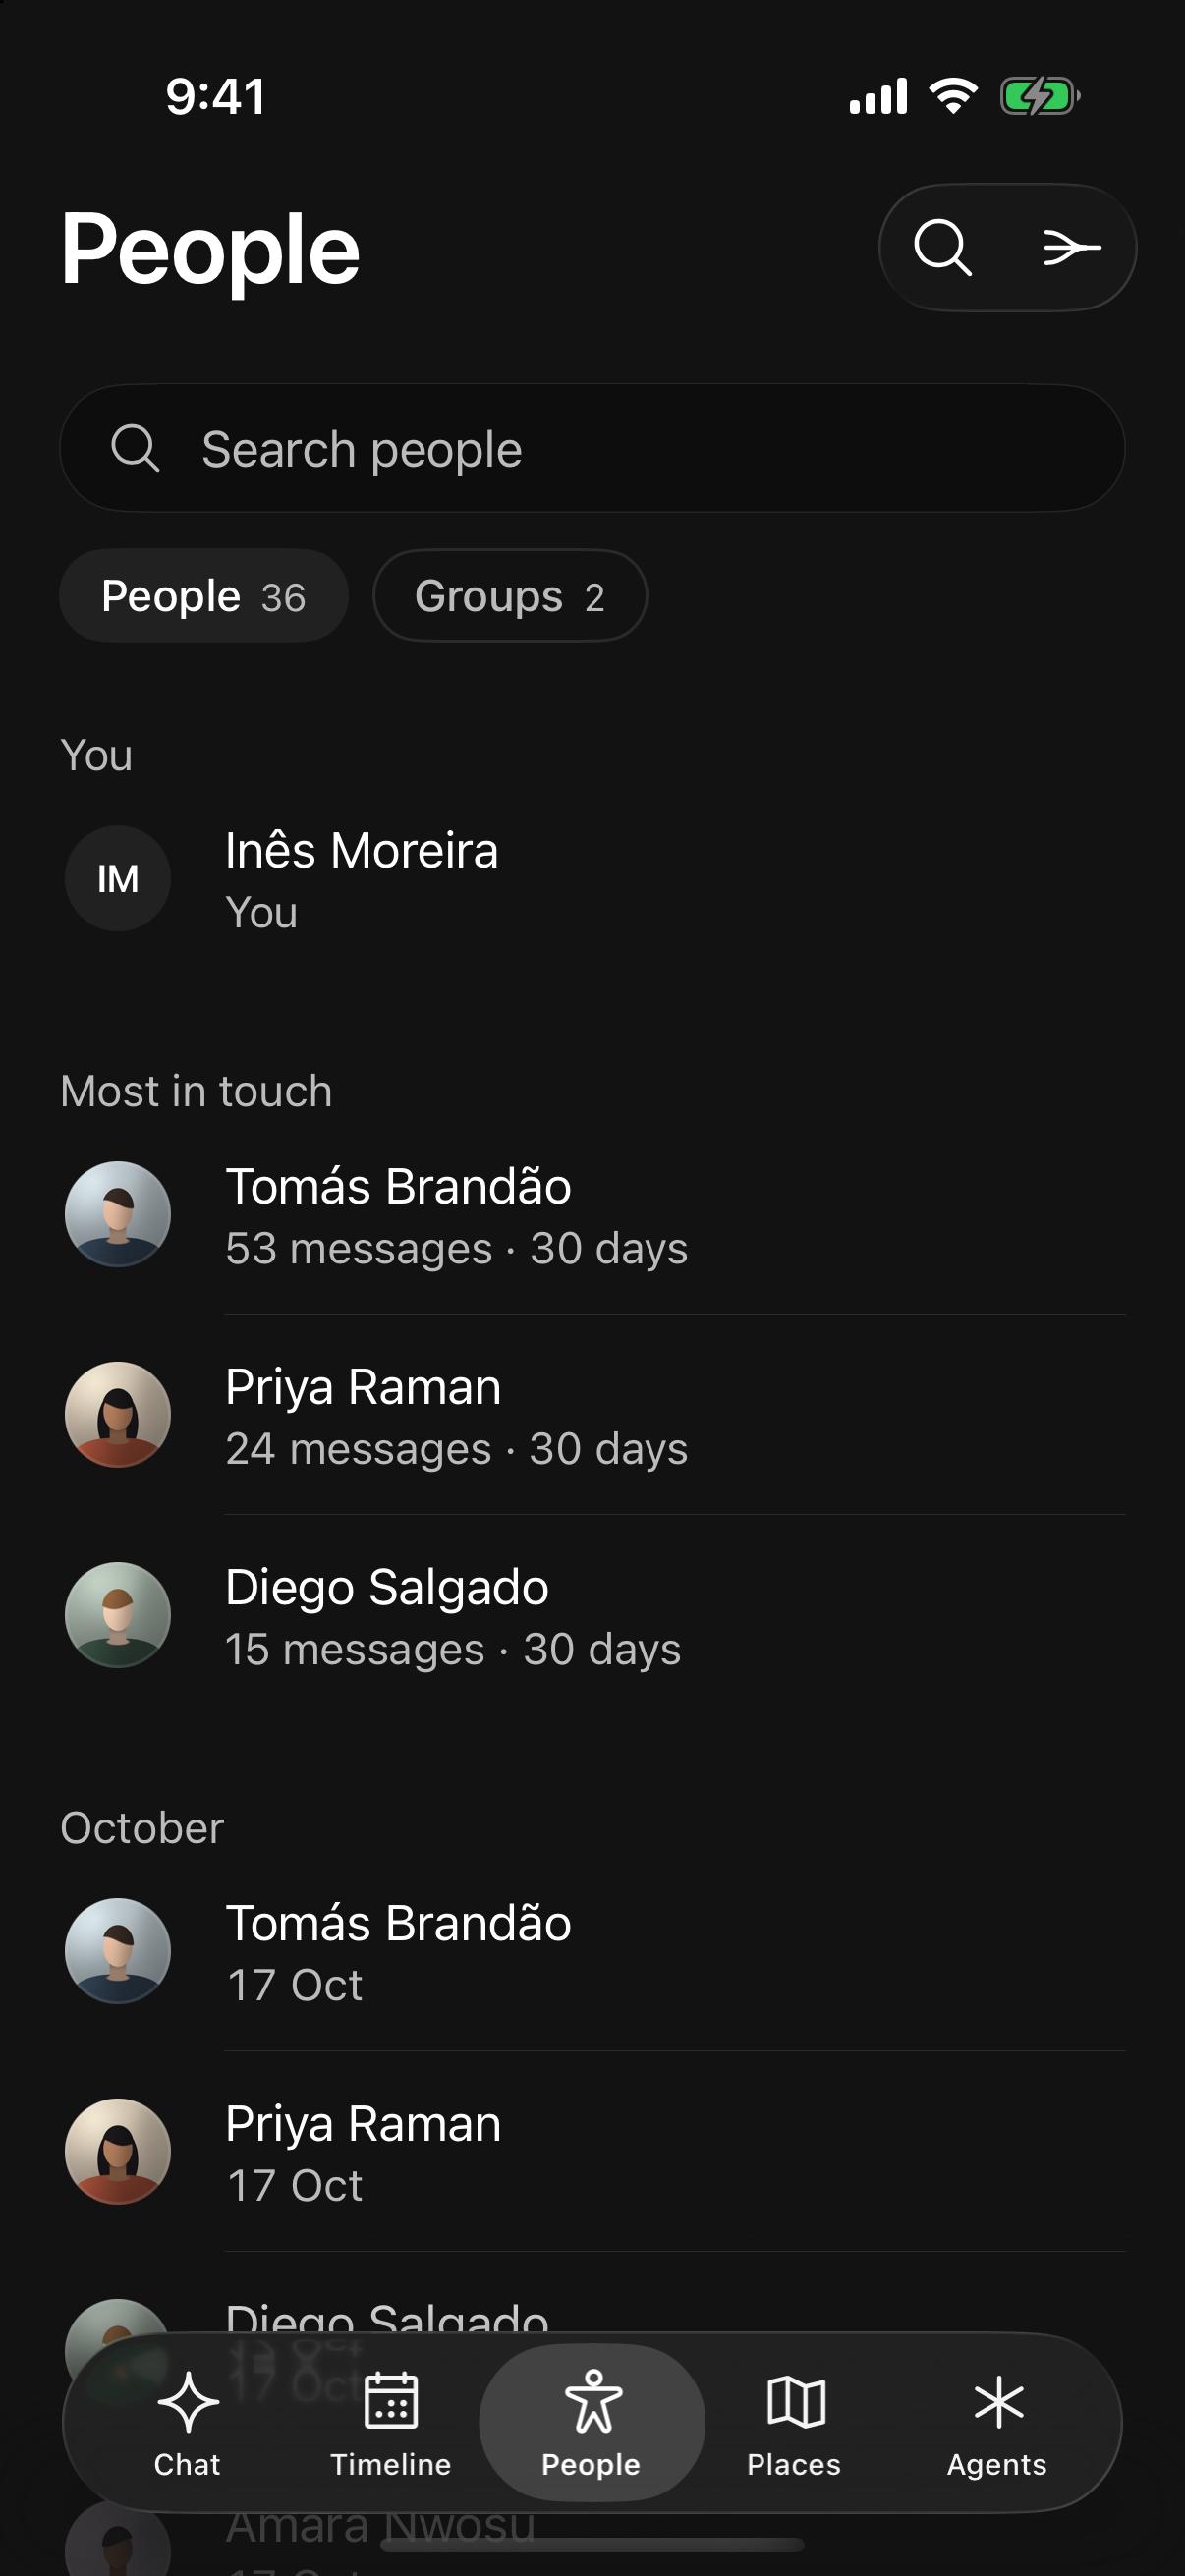 9:41
People
Search people
People 36
Groups 2
You
IM
Inês Moreira
You
Most in touch
Tomás Brandão
53 messages · 30 days
Priya Raman
24 messages · 30 days
Diego Salgado
15 messages · 30 days
October
Tomás Brandão
17 Oct
Priya Raman
17 Oct
Diego Salgado
17 Oct
Chat
Timeline
People
Places
Agents
Amara Nwosu